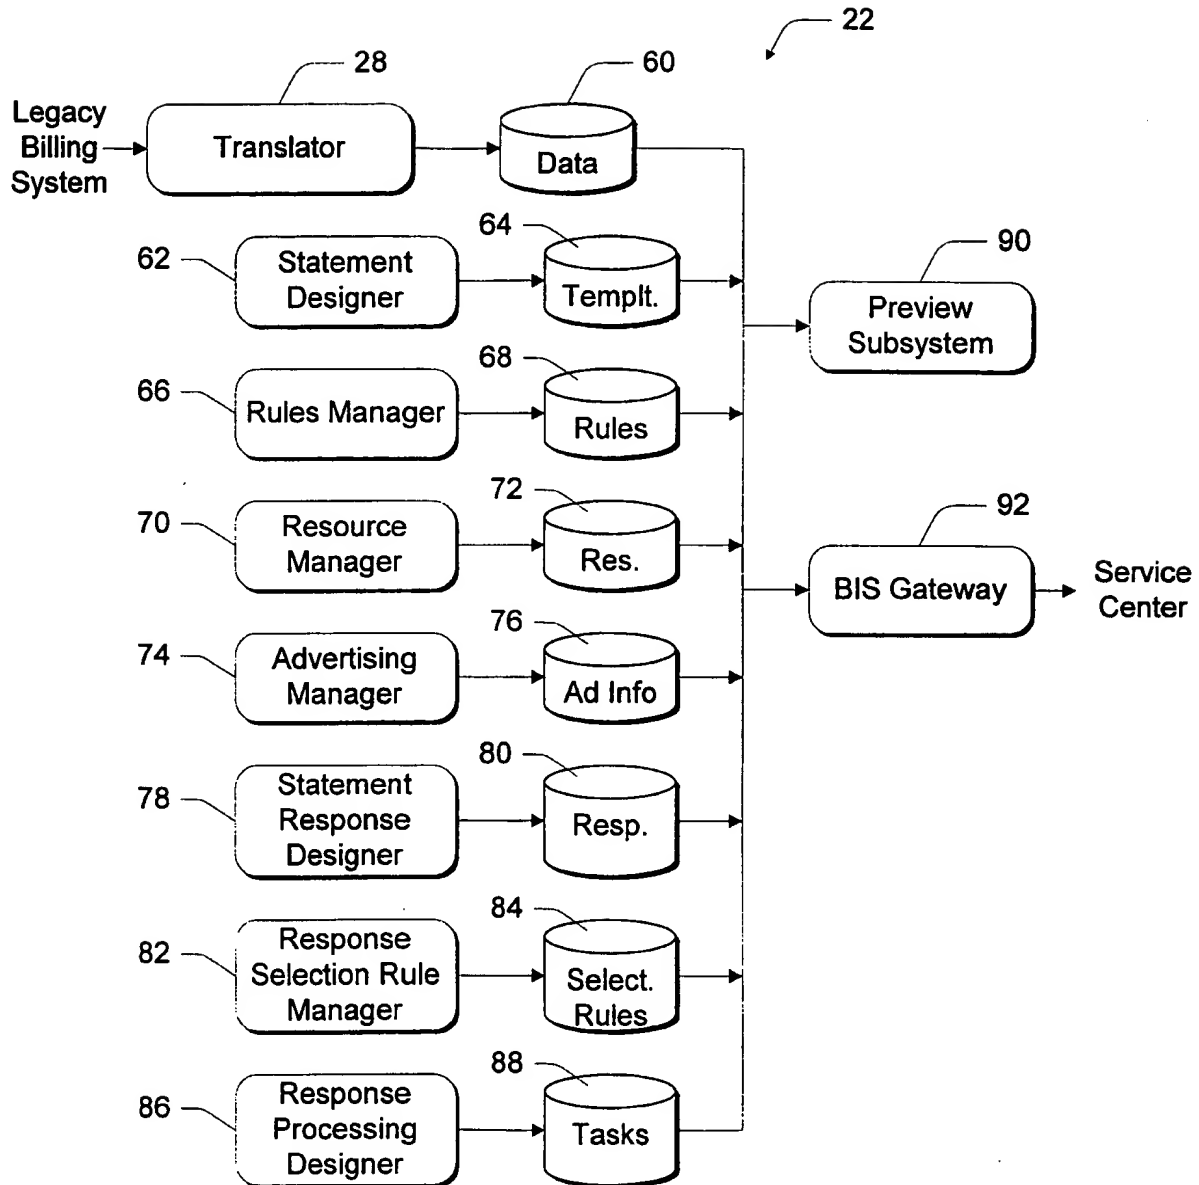 22
28
60
Legacy
Billing
System
Translator
Data
62
Statement
Designer
64
Templt.
90
Preview
Subsystem
66
Rules Manager
68
Rules
70
Resource
Manager
72
Res.
92
BIS Gateway
Service
Center
74
Advertising
Manager
76
Ad Info
78
Statement
Response
Designer
80
Resp.
82
Response
Selection Rule
Manager
84
Select.
Rules
86
Response
Processing
Designer
88
Tasks